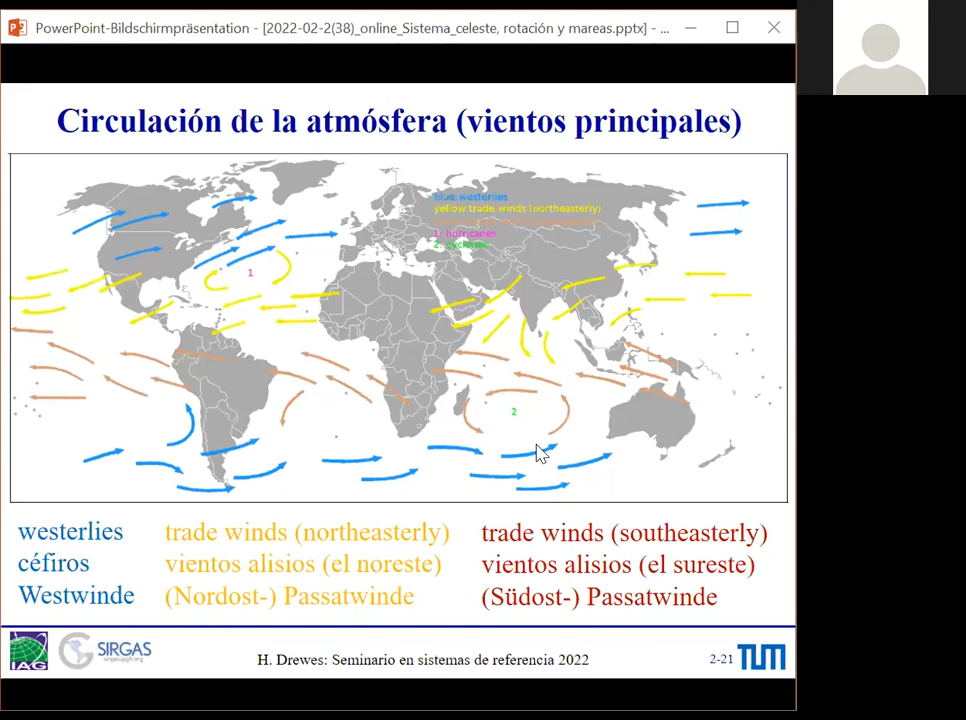 PowerPoint-Bildschirmpräsentation - [2022-02-2(38)_online_Sistema_celeste, rotación y mareas.pptx] - ...
Circulación de la atmósfera (vientos principales)
blue:westerlies
yellow:trade winds (northeasterly)
1: hurricanes
2: cyclones
1
2
westerlies
céfiros
Westwinde
trade winds (northeasterly)
vientos alisios (el noreste)
(Nordost-) Passatwinde
trade winds (southeasterly)
vientos alisios (el sureste)
(Südost-) Passatwinde
IAG
SIRGAS
H. Drewes: Seminario en sistemas de referencia 2022
2-21
TUM